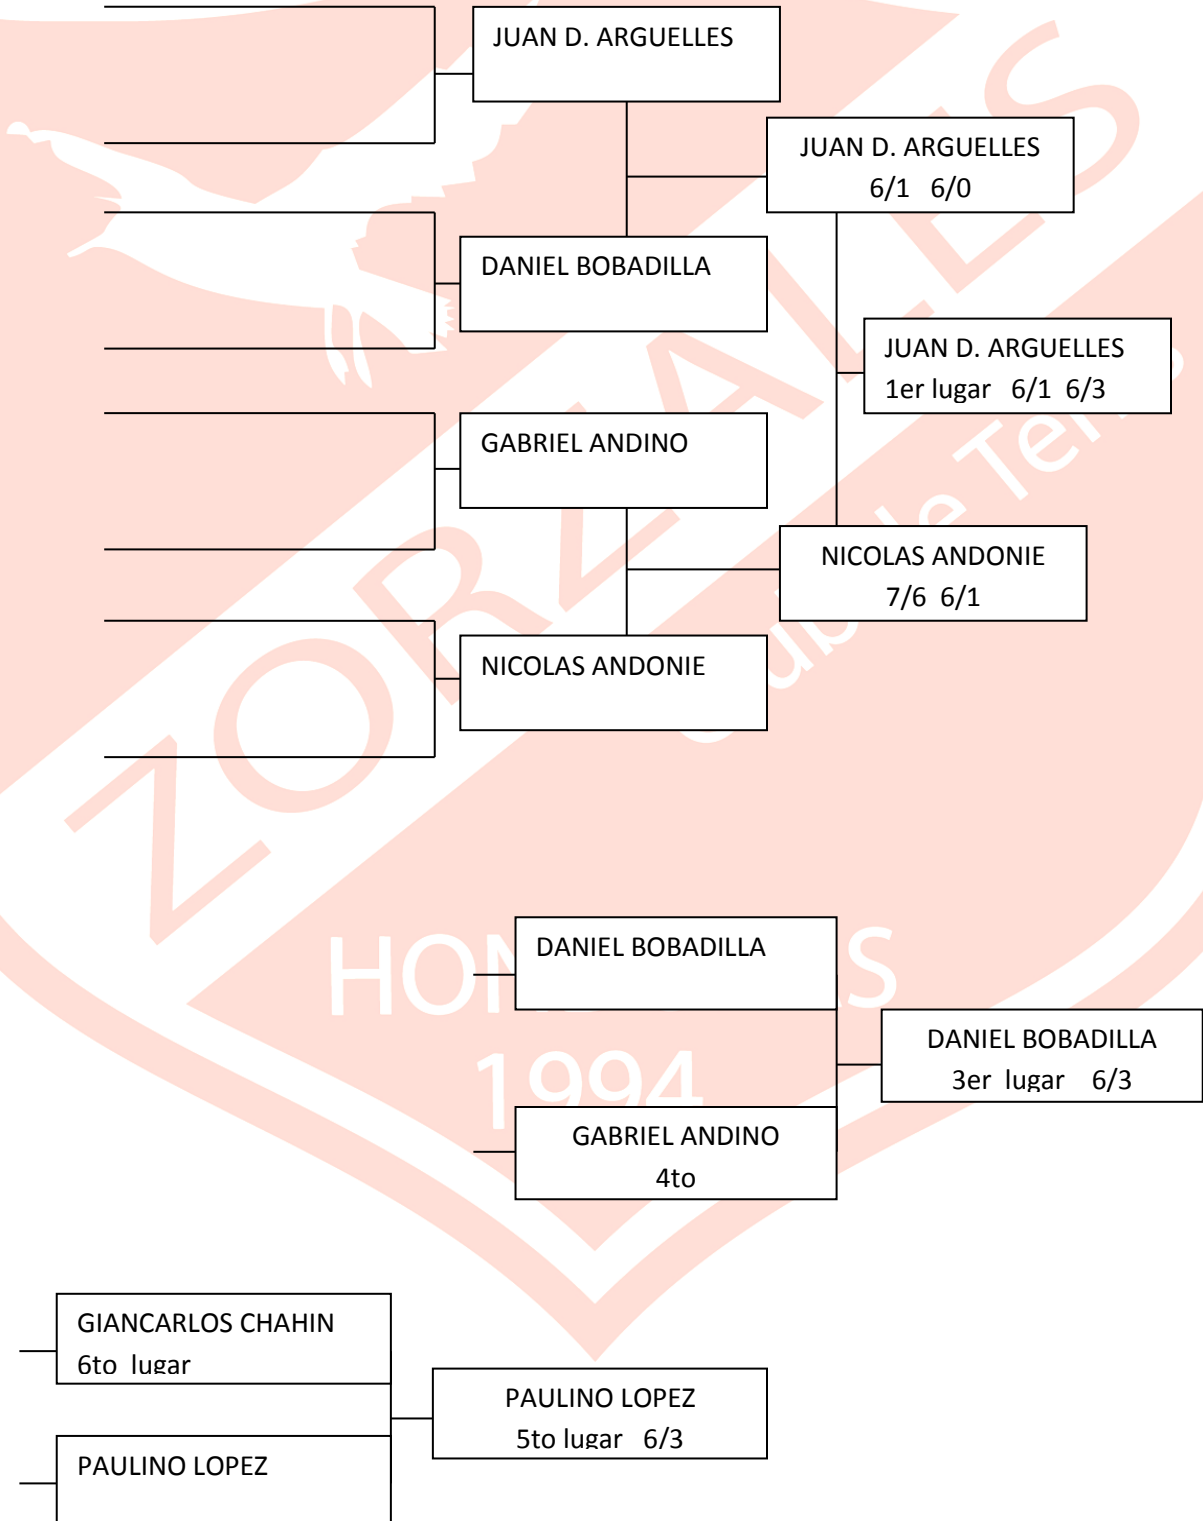 JUAN D. ARGUELLES
JUAN D. ARGUELLES
6/1 6/0
DANIEL BOBADILLA
JUAN D. ARGUELLES
1er lugar 6/1 6/3
GABRIEL ANDINO
NICOLAS ANDONIE
7/6 6/1
NICOLAS ANDONIE
DANIEL BOBADILLA
DANIEL BOBADILLA
3er lugar 6/3
GABRIEL ANDINO
4to
GIANCARLOS CHAHIN
6to lugar
PAULINO LOPEZ
5to lugar 6/3
PAULINO LOPEZ
ZORZALES
1994